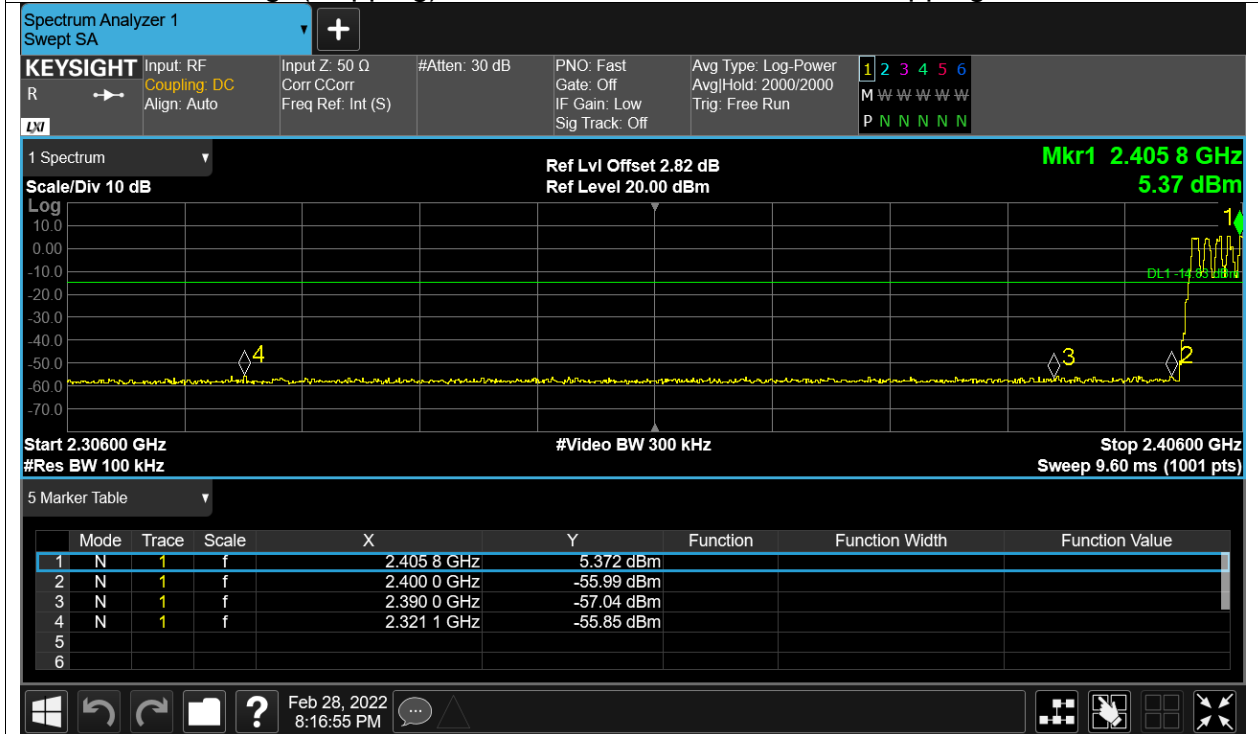 Spectrum Analyzer 1
Swept SA
+
KEYSIGHT Input: RF Input Z: 50 Ω #Atten: 30 dB PNO: Fast Avg Type: Log-Power 1 2 3 4 5 6
R Coupling: DC Corr CCorr Gate: Off Avg|Hold: 2000/2000 M W W W W W
Align: Auto Freq Ref: Int (S) IF Gain: Low Trig: Free Run
LXI Sig Track: Off P N N N N N
1 Spectrum Ref Lvl Offset 2.82 dB Mkr1 2.405 8 GHz
Scale/Div 10 dB Ref Level 20.00 dBm 5.37 dBm
Log
1
10.0
0.00
-10.0
DL1 -14.63 dBm
-20.0
-30.0
-40.0
4 3 2
-50.0
-60.0
-70.0
Start 2.30600 GHz #Video BW 300 kHz Stop 2.40600 GHz
#Res BW 100 kHz Sweep 9.60 ms (1001 pts)
5 Marker Table
Mode Trace Scale X Y Function Function Width Function Value
1 N 1 f 2.405 8 GHz 5.372 dBm
2 N 1 f 2.400 0 GHz -55.99 dBm
3 N 1 f 2.390 0 GHz -57.04 dBm
4 N 1 f 2.321 1 GHz -55.85 dBm
5
6
? Feb 28, 2022
8:16:55 PM